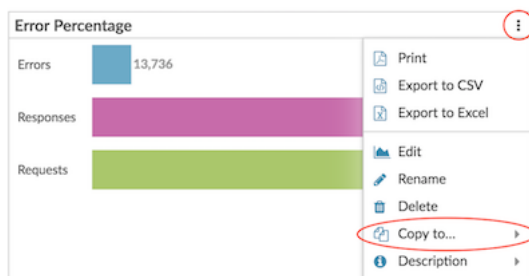 Error Percentage
Errors
13,736
Responses
Requests
Print
Export to CSV
Export to Excel
Edit
Rename
Delete
Copy to...
Description